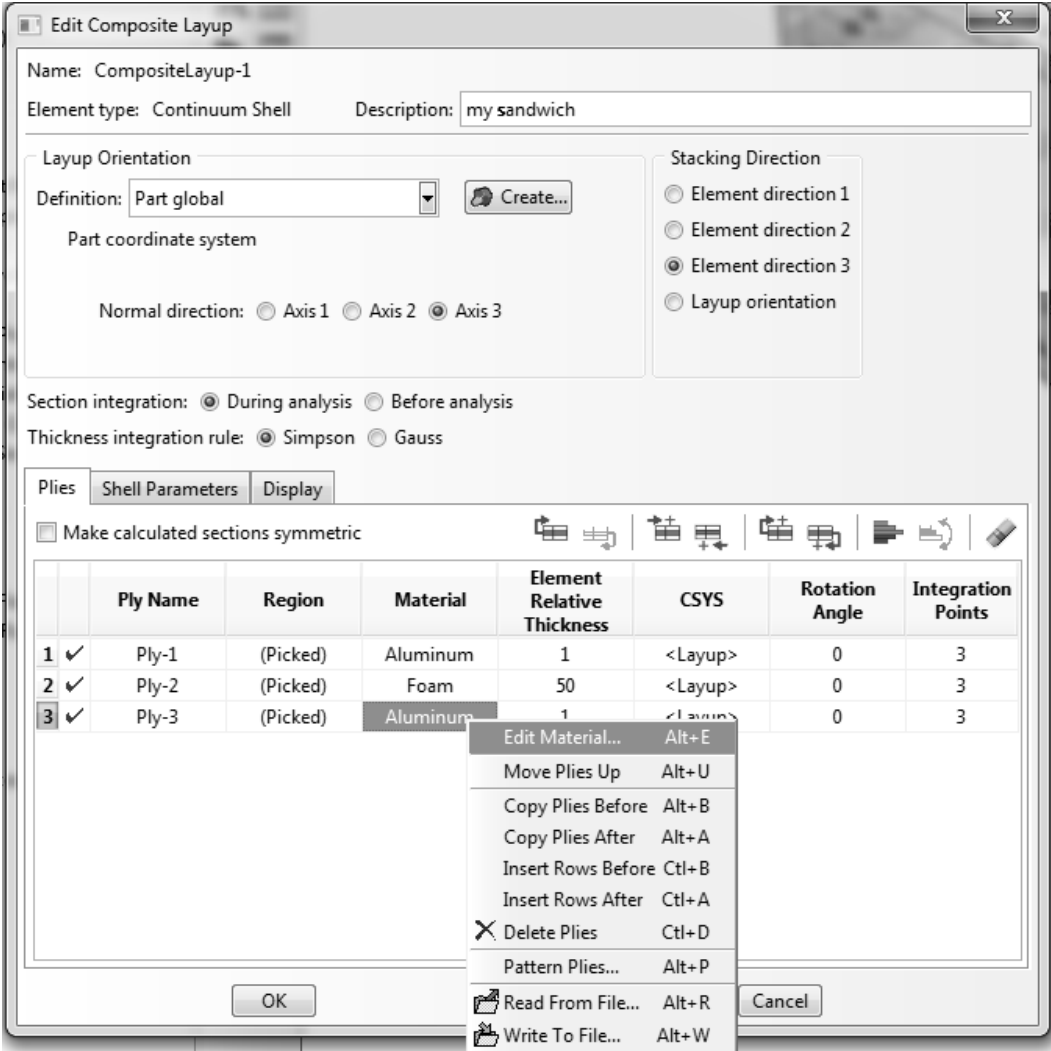 Edit Composite Layup
Name: CompositeLayup-1
Element type: Continuum Shell Description: my sandwich
Layup Orientation
Definition: Part global Create...
Part coordinate system
Normal direction: Axis 1 Axis 2 Axis 3
Stacking Direction
Element direction 1
Element direction 2
Element direction 3
Layup orientation
Section integration: During analysis Before analysis
Thickness integration rule: Simpson Gauss
Plies Shell Parameters Display
Make calculated sections symmetric
Ply Name Region Material Element Relative Thickness CSYS Rotation Angle Integration Points
1 Ply-1 (Picked) Aluminum 1 <Layup> 0 3
2 Ply-2 (Picked) Foam 50 <Layup> 0 3
3 Ply-3 (Picked) Aluminum 1 <Layup> 0 3
Edit Material... Alt+E
Move Plies Up Alt+U
Copy Plies Before Alt+B
Copy Plies After Alt+A
Insert Rows Before Ctl+B
Insert Rows After Ctl+A
Delete Plies Ctl+D
Pattern Plies... Alt+P
Read From File... Alt+R
Write To File... Alt+W
OK Cancel